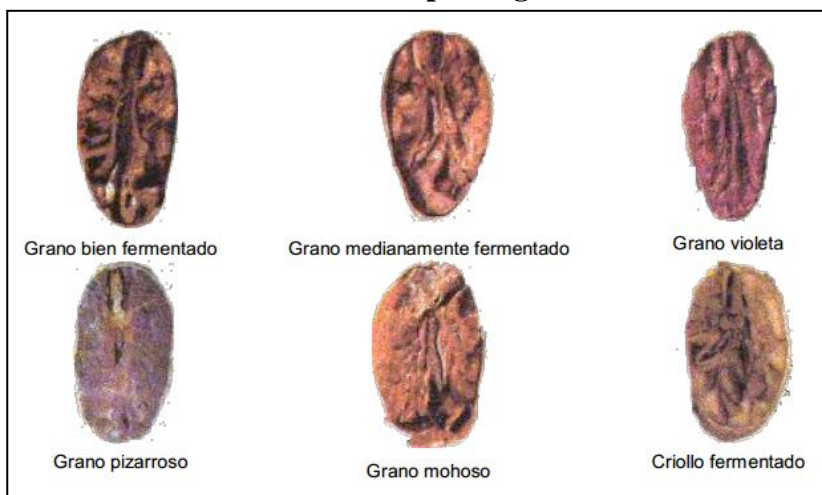 Grano bien fermentado
Grano medianamente fermentado
Grano violeta
Grano pizarroso
Grano mohoso
Criollo fermentado